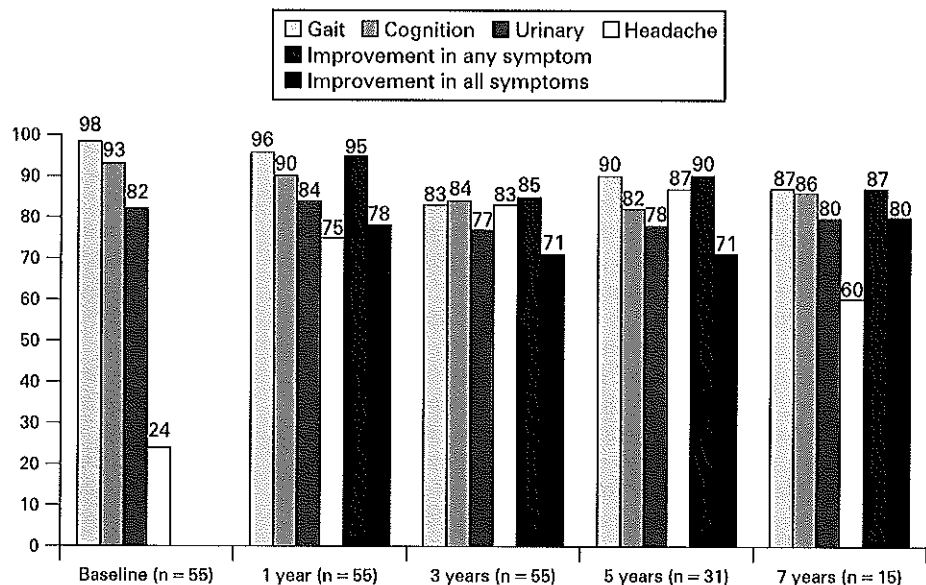 Gait Cognition Urinary Headache
Improvement in any symptom
Improvement in all symptoms
98 93 82 24
96 90 84 75 95 78
83 84 77 83 85 71
90 82 78 87 90 71
87 86 80 60 87 80
100
90
80
70
60
50
40
30
20
10
0
Baseline (n = 55) 1 year (n = 55) 3 years (n = 55) 5 years (n = 31) 7 years (n = 15)